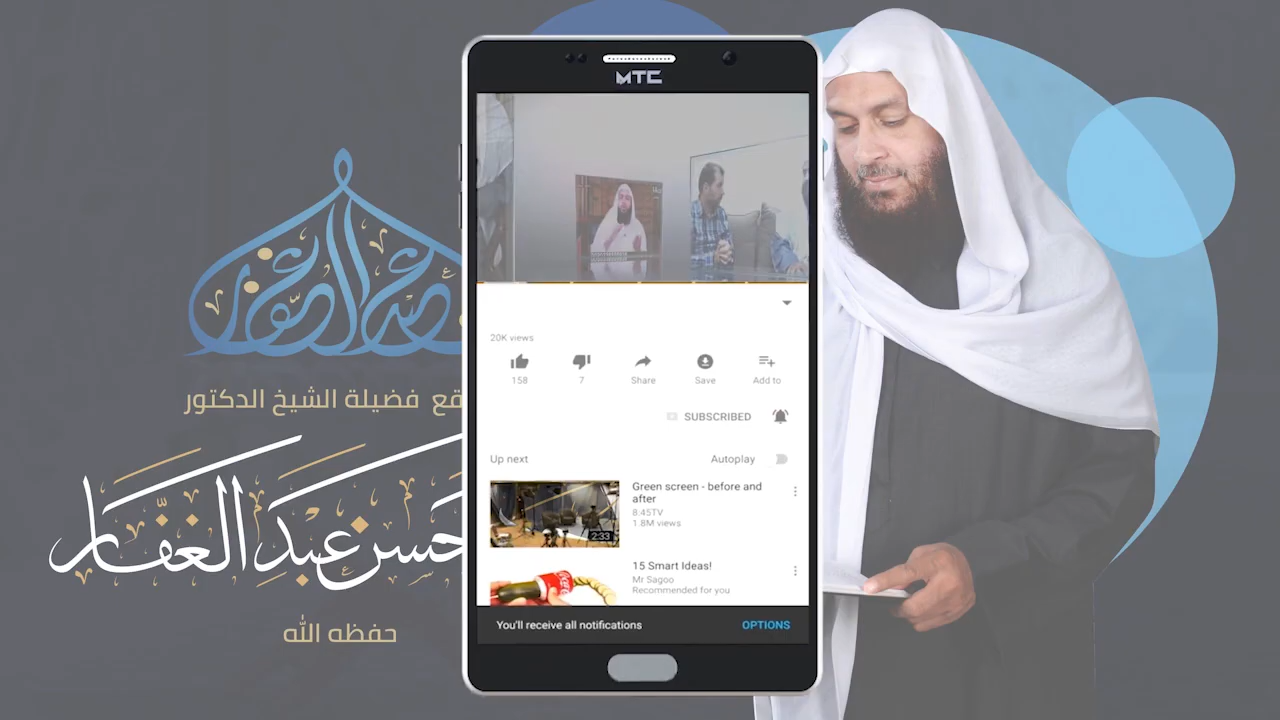 قع فضيلة الشيخ الدكتور
حسن عبد الغفار
حفظه الله
MTC
20K views
158
7
Share
Save
Add to
SUBSCRIBED
Up next
Autoplay
Green screen - before and
after
8:45TV
1.8M views
2:33
15 Smart Ideas!
Mr Sagoo
Recommended for you
You'll receive all notifications
OPTIONS